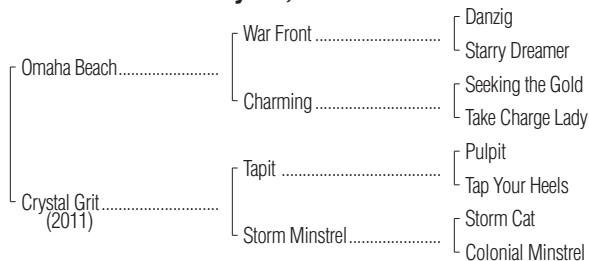 Danzig
War Front
Starry Dreamer
Omaha Beach
Seeking the Gold
Charming
Take Charge Lady
Pulpit
Tapit
Tap Your Heels
Crystal Grit
(2011)
Storm Cat
Storm Minstrel
Colonial Minstrel